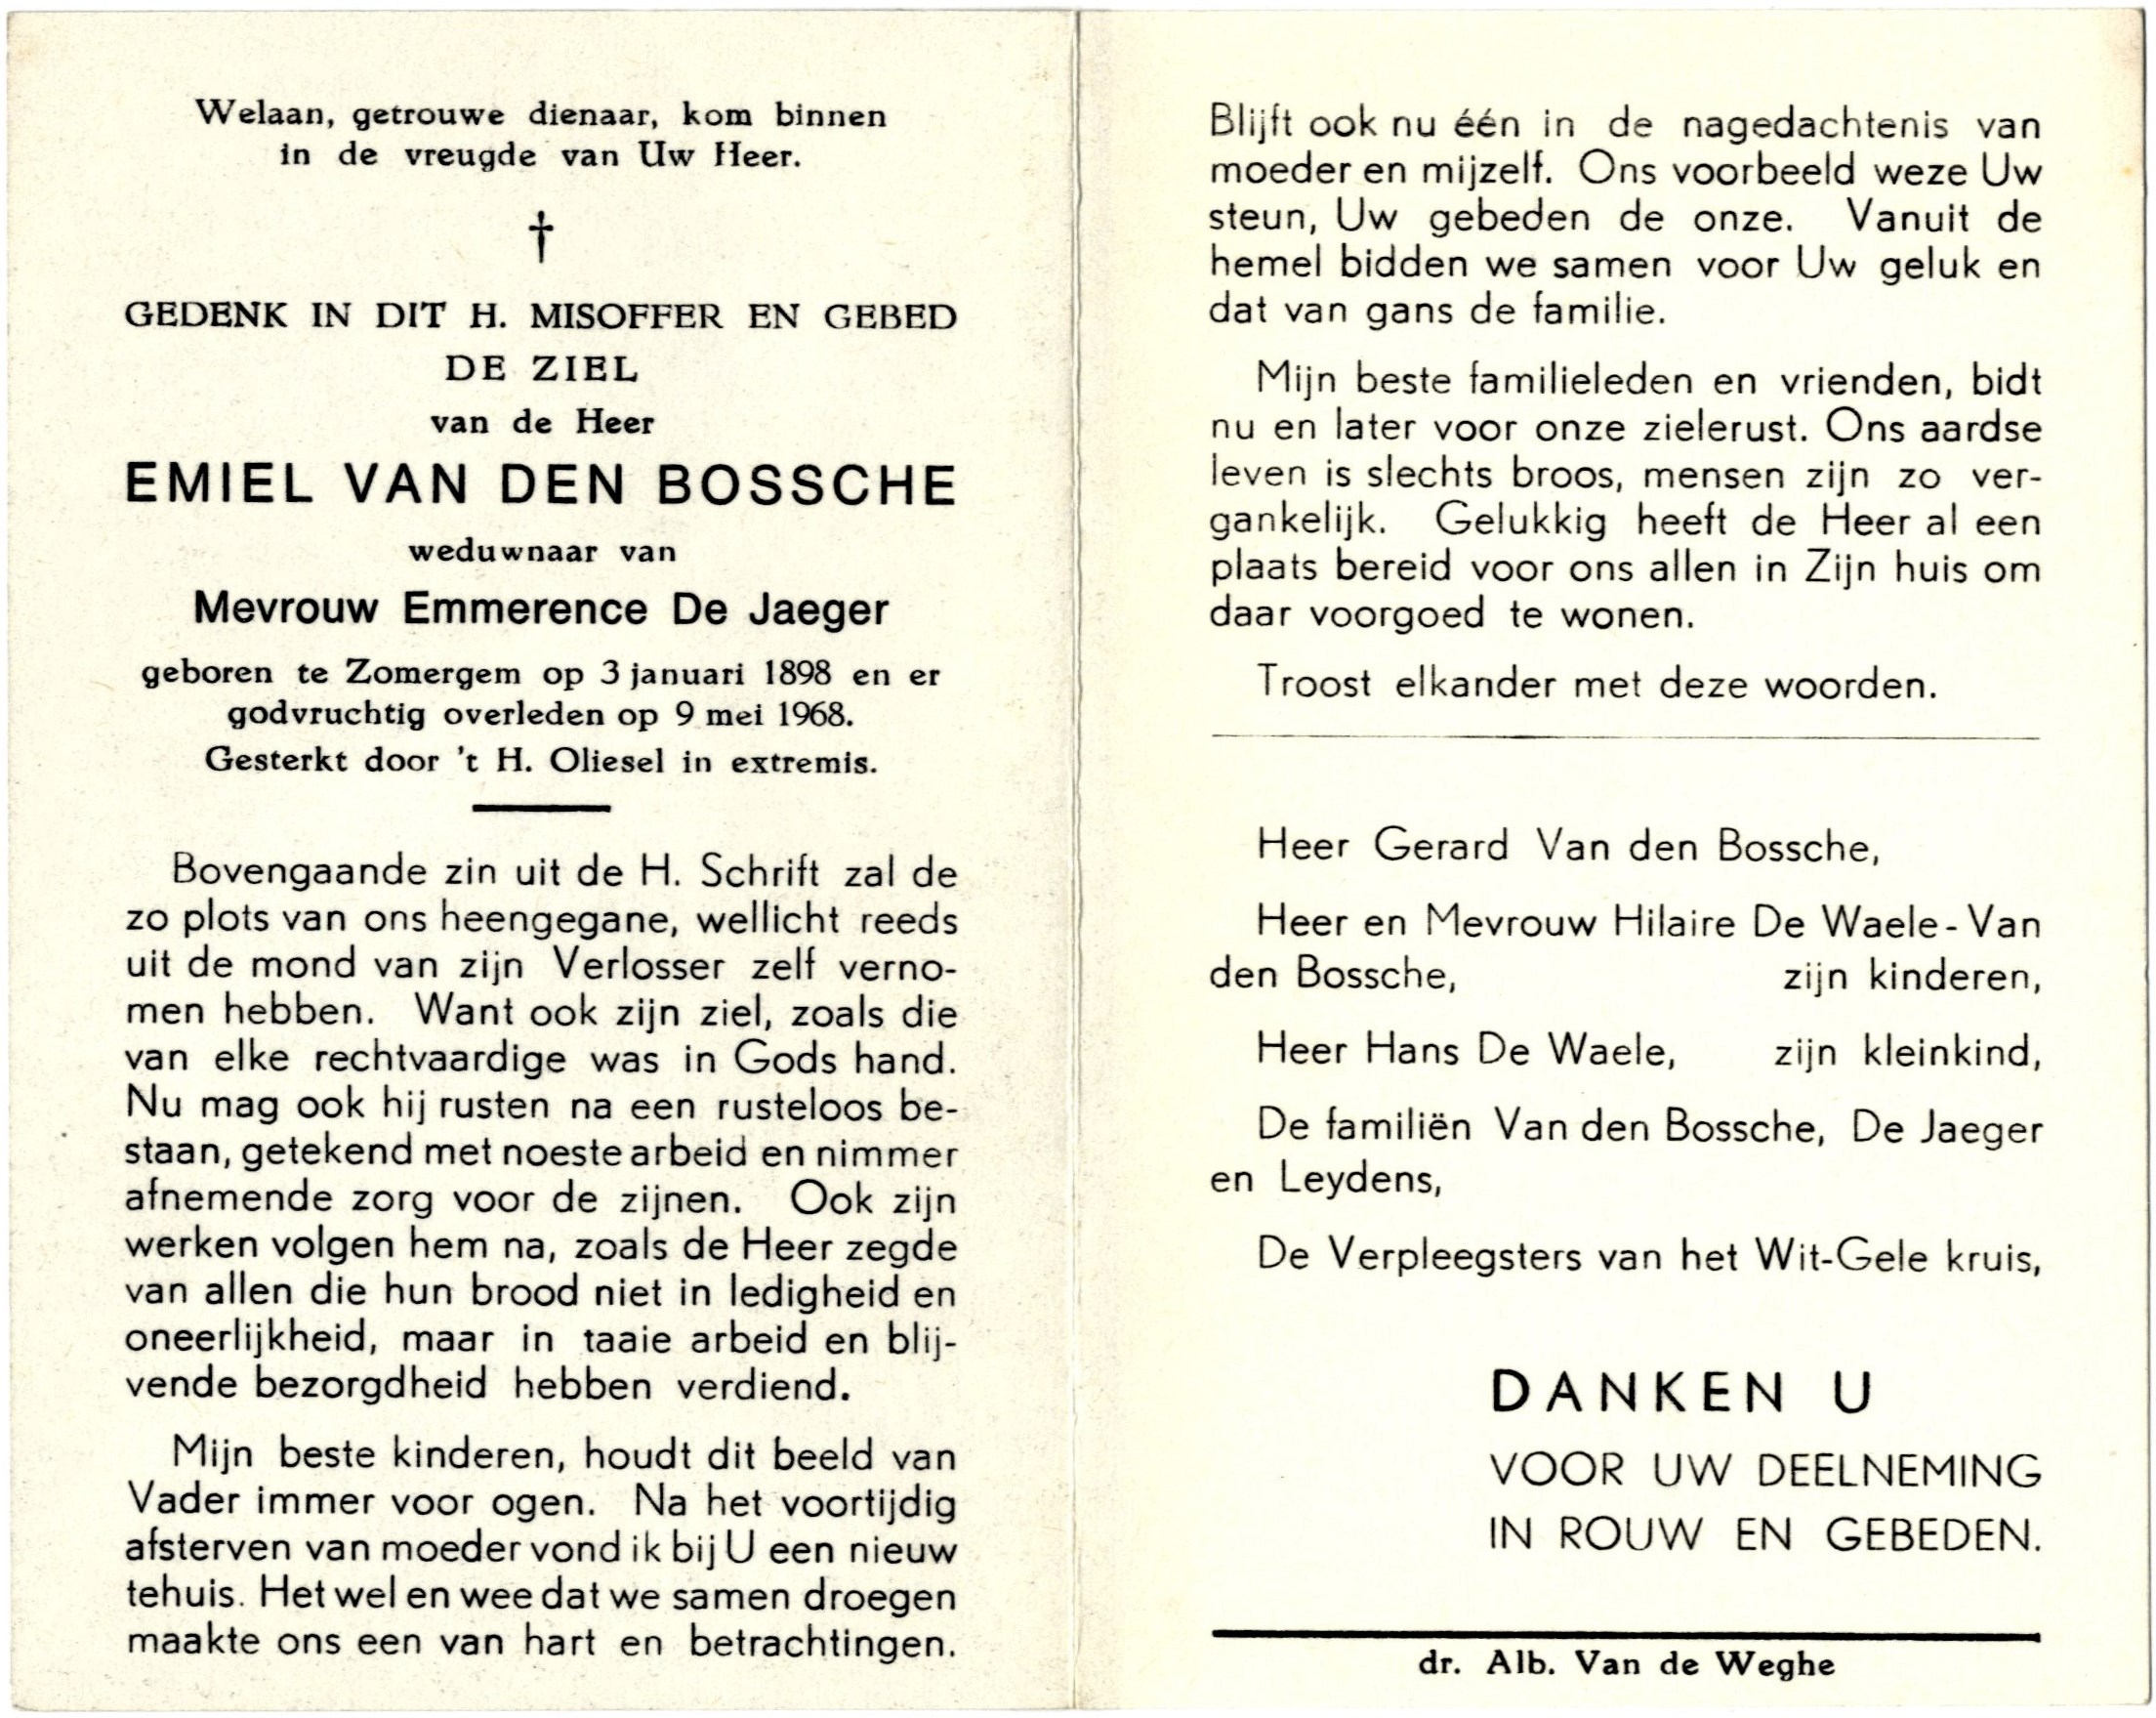 Welaan, getrouwe dienaar, kom binnen
in de vreugde van Uw Heer.
†
GEDENK IN DIT H. MISOFFER EN GEBED
DE ZIEL
van de Heer
EMIEL VAN DEN BOSSCHE
weduwnaar van
Mevrouw Emmerence De Jaeger
geboren te Zomergem op 3 januari 1898 en er
godvruchtig overleden op 9 mei 1968.
Gesterkt door 't H. Oliesel in extremis.
Bovengaande zin uit de H. Schrift zal de
zo plots van ons heengegane, wellicht reeds
uit de mond van zijn Verlosser zelf verno-
men hebben. Want ook zijn ziel, zoals die
van elke rechtvaardige was in Gods hand.
Nu mag ook hij rusten na een rusteloos be-
staan, getekend met noeste arbeid en nimmer
afnemende zorg voor de zijnen. Ook zijn
werken volgen hem na, zoals de Heer zegde
van allen die hun brood niet in ledigheid en
oneerlijkheid, maar in taaie arbeid en blij-
vende bezorgdheid hebben verdiend.
Mijn beste kinderen, houdt dit beeld van
Vader immer voor ogen. Na het voortijdig
afsterven van moeder vond ik bij U een nieuw
tehuis. Het wel en wee dat we samen droegen
maakte ons een van hart en betrachtingen.
Blijft ook nu één in de nagedachtenis van
moeder en mijzelf. Ons voorbeeld weze Uw
steun, Uw gebeden de onze. Vanuit de
hemel bidden we samen voor Uw geluk en
dat van gans de familie.
Mijn beste familieleden en vrienden, bidt
nu en later voor onze zielerust. Ons aardse
leven is slechts broos, mensen zijn zo ver-
gankelijk. Gelukkig heeft de Heer al een
plaats bereid voor ons allen in Zijn huis om
daar voorgoed te wonen.
Troost elkander met deze woorden.
Heer Gerard Van den Bossche,
Heer en Mevrouw Hilaire De Waele-Van
den Bossche, zijn kinderen,
Heer Hans De Waele, zijn kleinkind,
De familiën Van den Bossche, De Jaeger
en Leydens,
De Verpleegsters van het Wit-Gele kruis,
DANKEN U
VOOR UW DEELNEMING
IN ROUW EN GEBEDEN.
dr. Alb. Van de Weghe